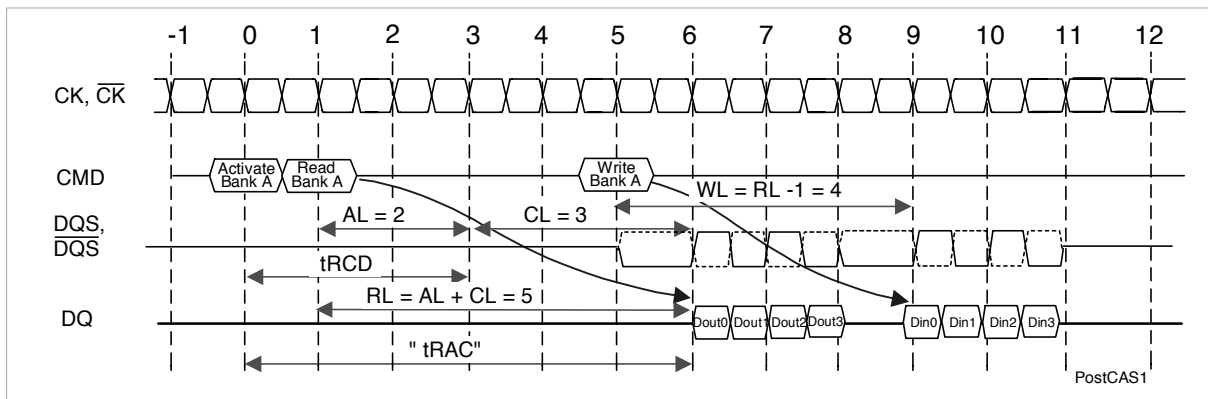 -1 0 1 2 3 4 5 6 7 8 9 10 11 12
CK, C̅K̅
Activate Bank A
Read Bank A
Write Bank A
CMD
WL = RL -1 = 4
AL = 2
CL = 3
DQS,
D̅Q̅S̅
tRCD
RL = AL + CL = 5
DQ
Dout0 Dout1 Dout2 Dout3 Din0 Din1 Din2 Din3
" tRAC"
PostCAS1